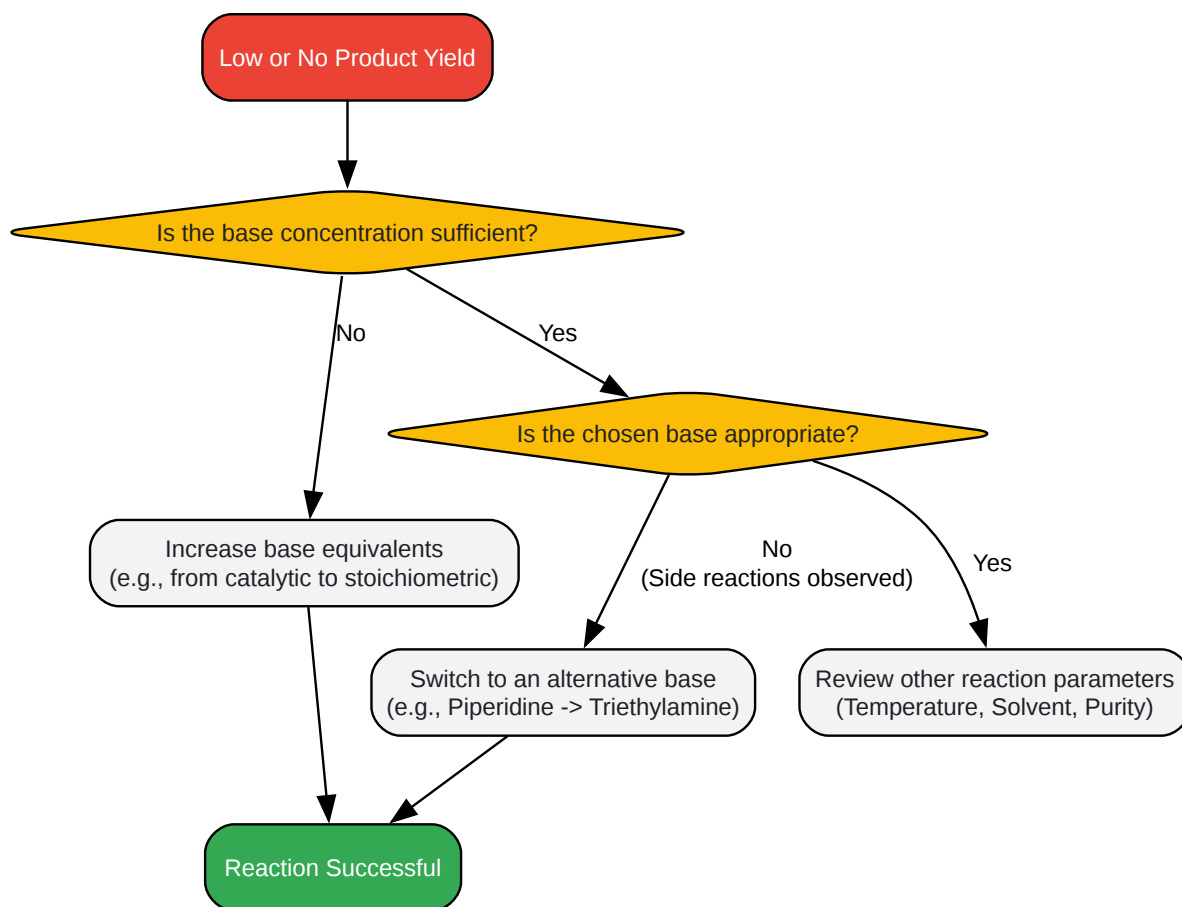 Low or No Product Yield
Is the base concentration sufficient?
No
Yes
Is the chosen base appropriate?
Increase base equivalents
(e.g., from catalytic to stoichiometric)
No
(Side reactions observed)
Yes
Switch to an alternative base
(e.g., Piperidine -> Triethylamine)
Review other reaction parameters
(Temperature, Solvent, Purity)
Reaction Successful